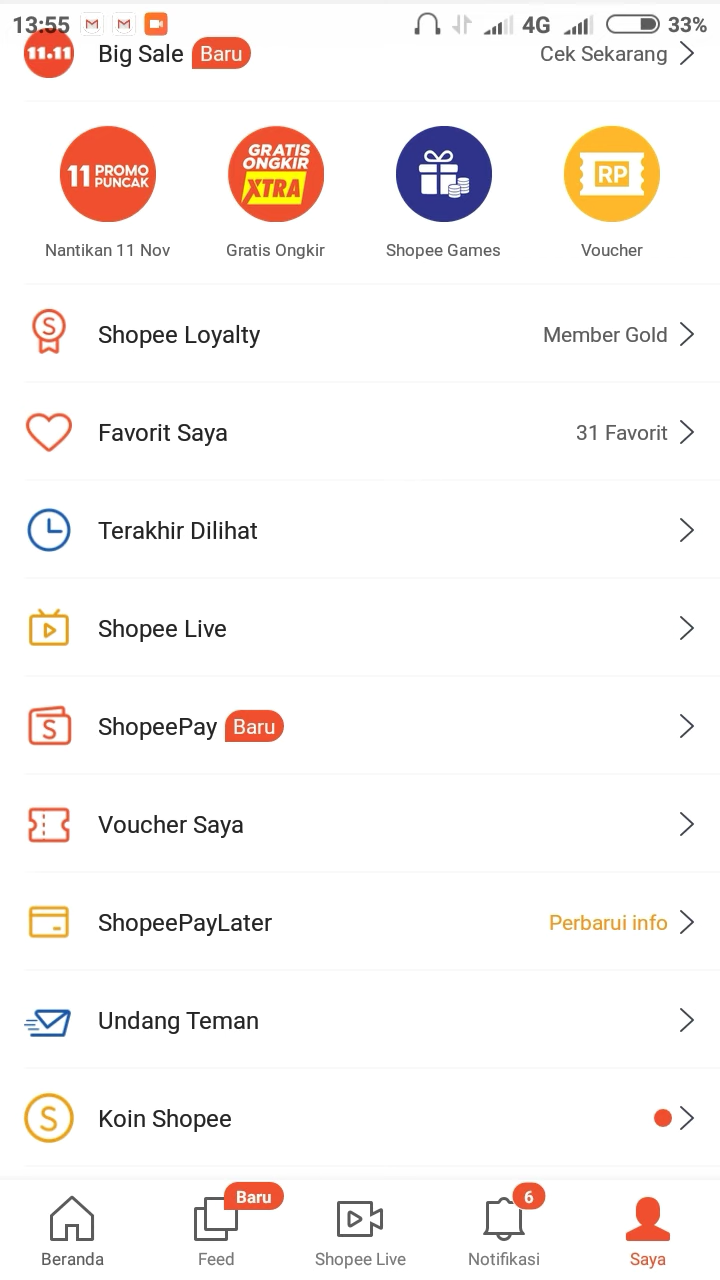 13:55 4G 33%
11.11 Big Sale Baru Cek Sekarang
11 PROMO PUNCAK
GRATIS ONGKIR XTRA
RP
Nantikan 11 Nov Gratis Ongkir Shopee Games Voucher
S Shopee Loyalty Member Gold
Favorit Saya 31 Favorit
Terakhir Dilihat
Shopee Live
S ShopeePay Baru
Voucher Saya
ShopeePayLater Perbarui info
Undang Teman
S Koin Shopee
Baru 6
Beranda Feed Shopee Live Notifikasi Saya